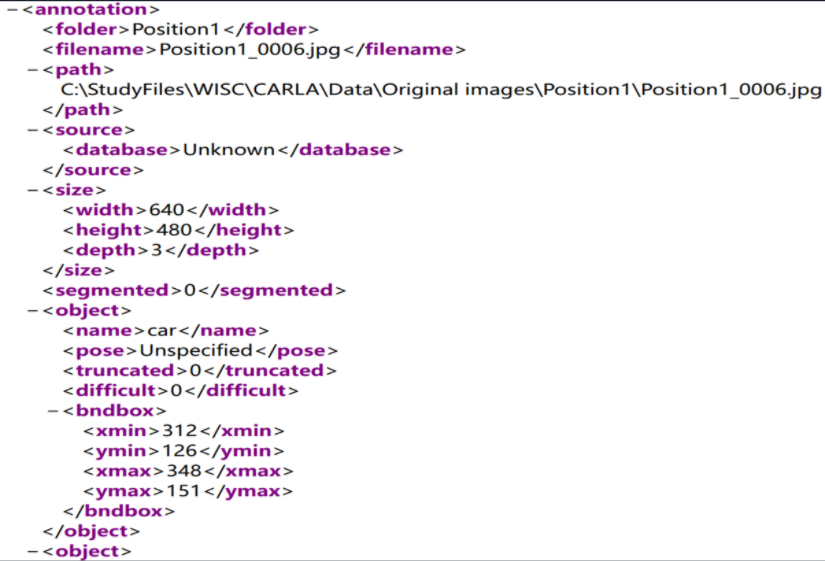 −<annotation>
<folder>Position1</folder>
<filename>Position1_0006.jpg</filename>
−<path>
C:\StudyFiles\WISC\CARLA\Data\Original images\Position1\Position1_0006.jpg
</path>
−<source>
<database>Unknown</database>
</source>
−<size>
<width>640</width>
<height>480</height>
<depth>3</depth>
</size>
<segmented>0</segmented>
−<object>
<name>car</name>
<pose>Unspecified</pose>
<truncated>0</truncated>
<difficult>0</difficult>
−<bndbox>
<xmin>312</xmin>
<ymin>126</ymin>
<xmax>348</xmax>
<ymax>151</ymax>
</bndbox>
</object>
−<object>